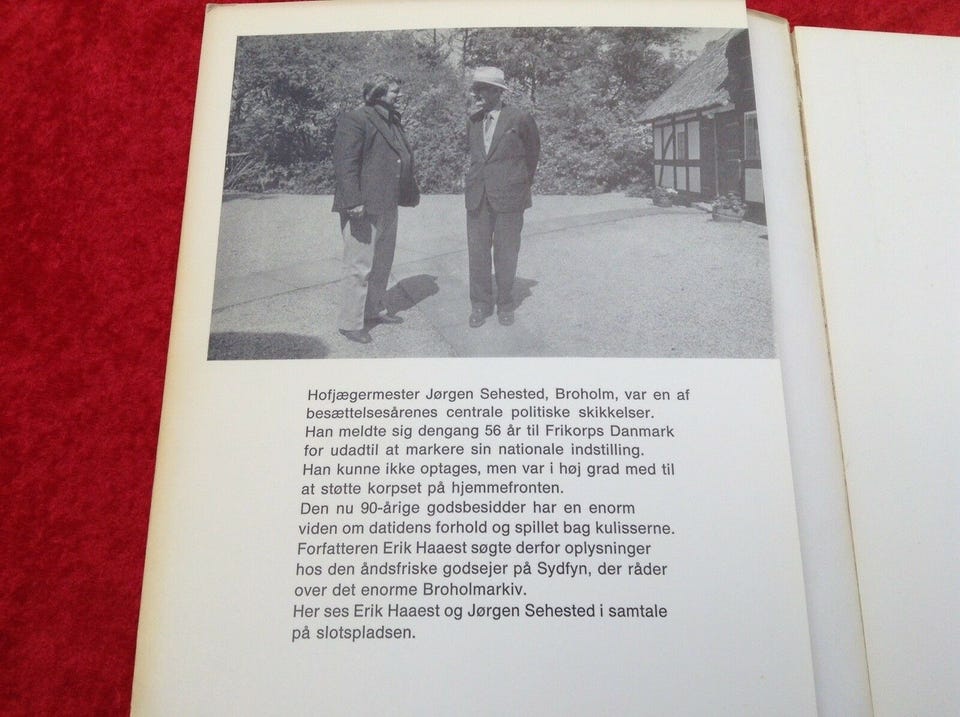 Hofjægermester Jørgen Sehested, Broholm, var en af
besættelsesårenes centrale politiske skikkelser.
Han meldte sig dengang 56 år til Frikorps Danmark
for udadtil at markere sin nationale indstilling.
Han kunne ikke optages, men var i høj grad med til
at støtte korpset på hjemmefronten.
Den nu 90-årige godsbesidder har en enorm
viden om datidens forhold og spillet bag kulisserne.
Forfatteren Erik Haaest søgte derfor oplysninger
hos den åndsfriske godsejer på Sydfyn, der råder
over det enorme Broholmarkiv.
Her ses Erik Haaest og Jørgen Sehested i samtale
på slotspladsen.